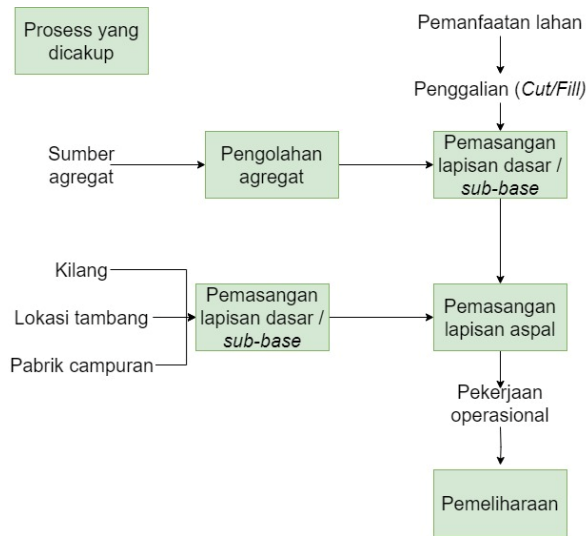 Prosess yang
dicakup
Pemanfaatan lahan
Penggalian (Cut/Fill)
Sumber
agregat
Pengolahan
agregat
Pemasangan
lapisan dasar /
sub-base
Kilang
Lokasi tambang
Pabrik campuran
Pemasangan
lapisan dasar /
sub-base
Pemasangan
lapisan aspal
Pekerjaan
operasional
Pemeliharaan